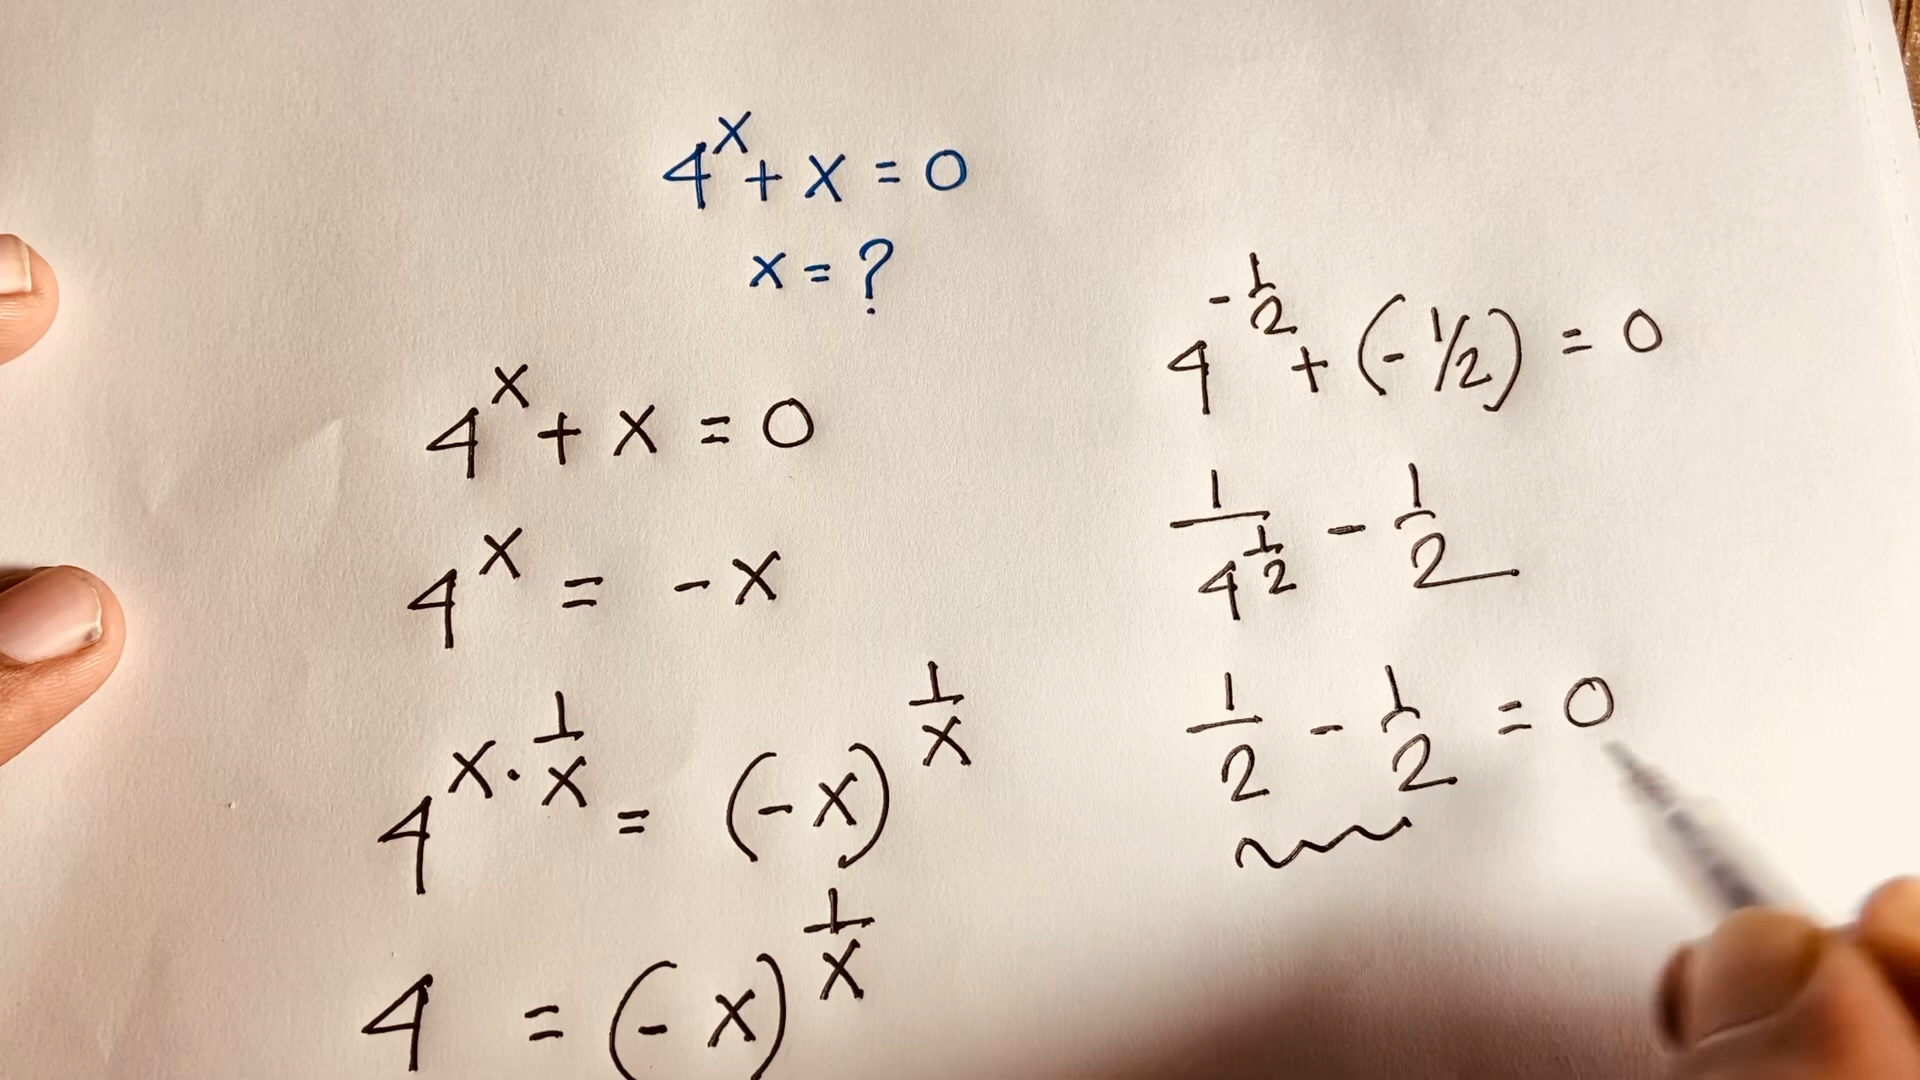 4^x + x = 0
x = ?
4^x + x = 0
4^x = -x
4^(x·1/x) = (-x)^(1/x)
4 = (-x)^(1/x)
4^(-1/2) + (-1/2) = 0
1/4^(1/2) - 1/2
1/2 - 1/2 = 0